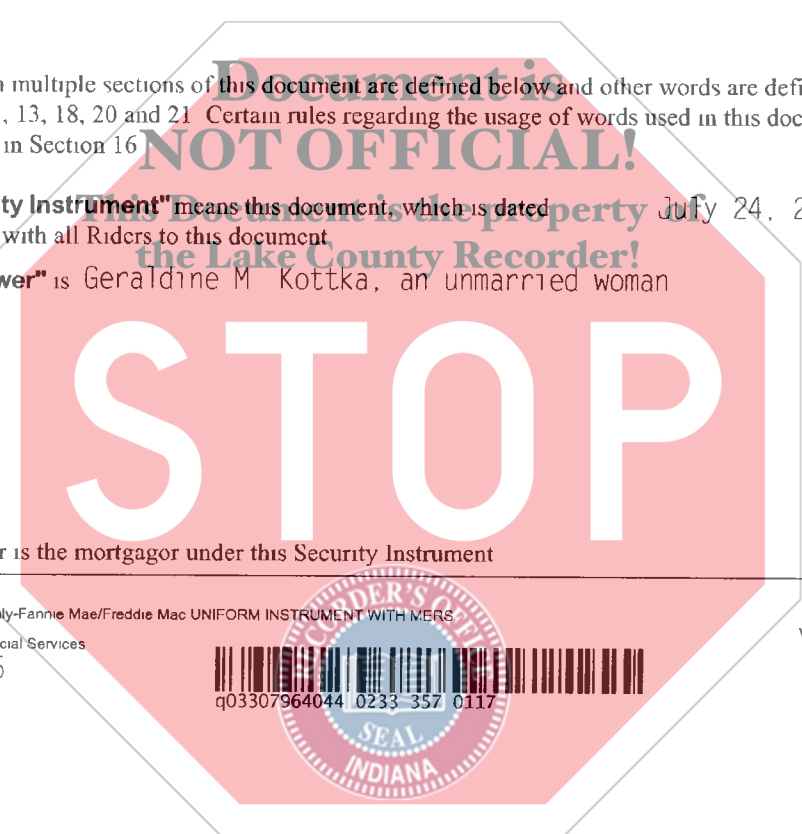 Document is
n multiple sections of this document are defined below and other words are defi
, 13, 18, 20 and 21 Certain rules regarding the usage of words used in this doc
in Section 16
NOT OFFICIAL!
ty Instrument" means this document, which is dated July 24, 2
This Document is the property of
with all Riders to this document
the Lake County Recorder!
wer" is Geraldine M Kottka, an unmarried woman
STOP
r is the mortgagor under this Security Instrument
ly-Fannie Mae/Freddie Mac UNIFORM INSTRUMENT WITH MERS
cial Services
q03307964044 0233 357 0117
RECORDER'S OFFICE
SEAL
INDIANA